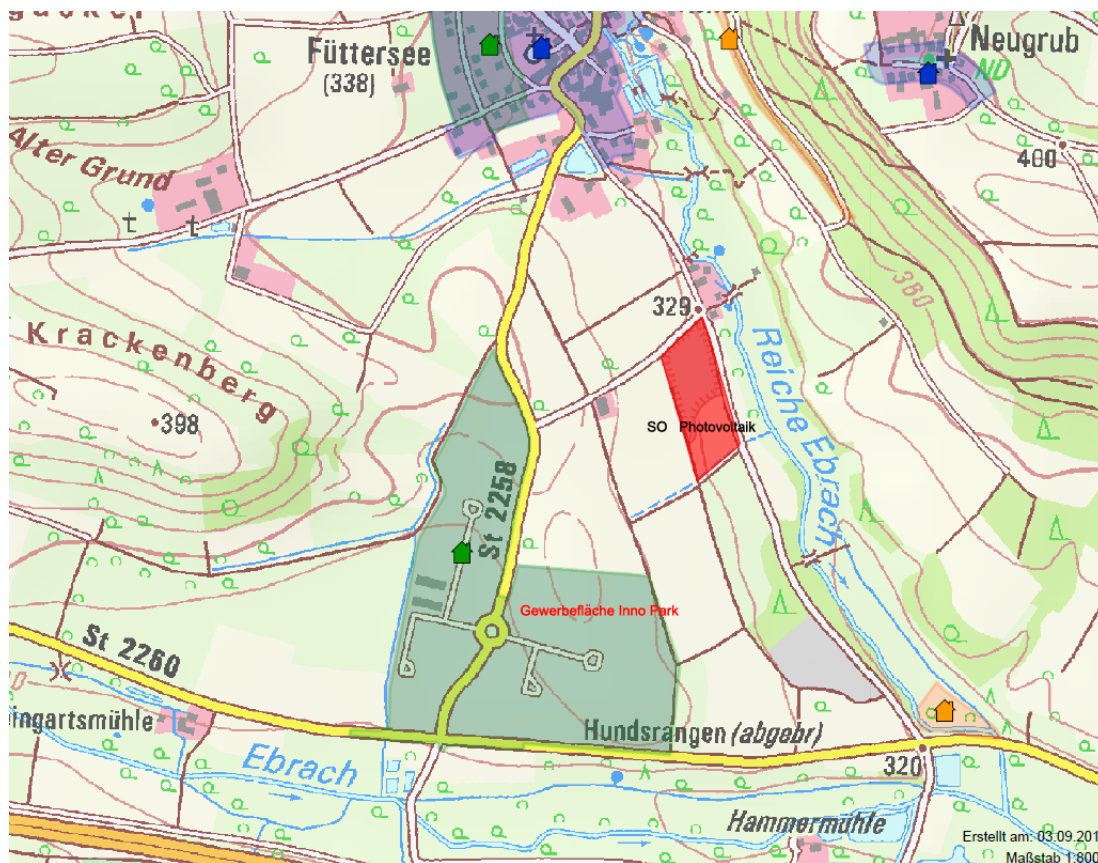 Füttersee
(338)
Neugrub
ND
400
Alter Grund
380
329
Krackenberg
398
SO Photovoltaik
Reiche Ebrach
St 2258
Gewerbefläche Inno Park
St 2260
ingartsmühle
Hundsrangen (abgebr)
320
Ebrach
Hammermühle
Erstellt am: 03.09.201
Maßstab 1:800